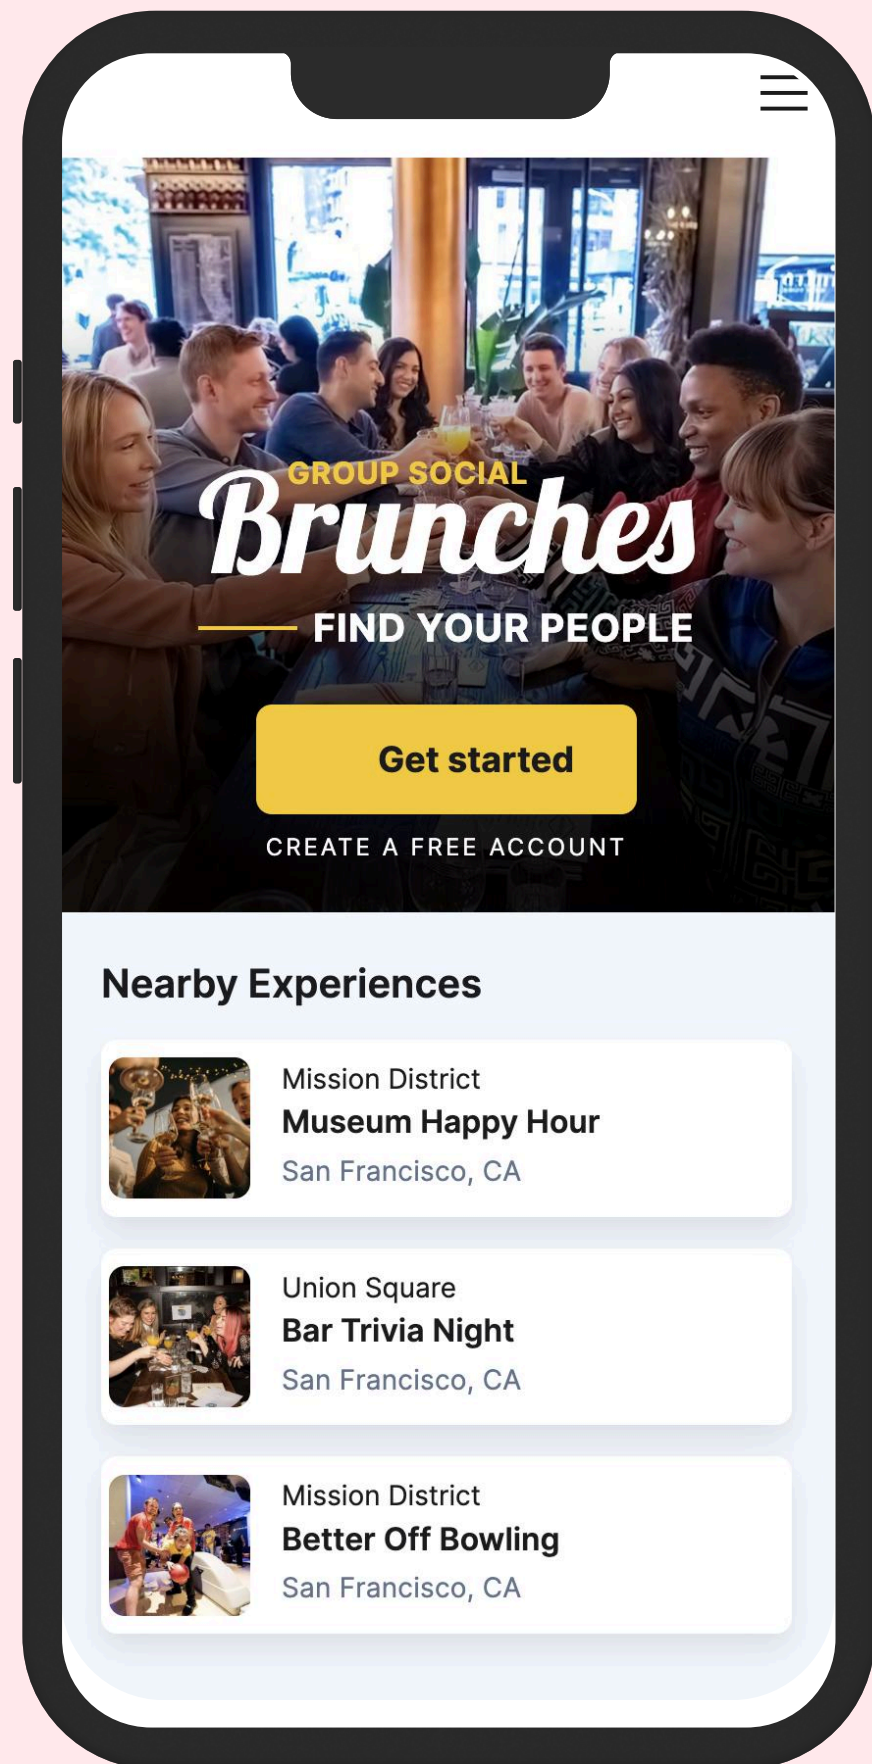 GROUP SOCIAL
Brunches
FIND YOUR PEOPLE
Get started
CREATE A FREE ACCOUNT
Nearby Experiences
Mission District
Museum Happy Hour
San Francisco, CA
Union Square
Bar Trivia Night
San Francisco, CA
Mission District
Better Off Bowling
San Francisco, CA